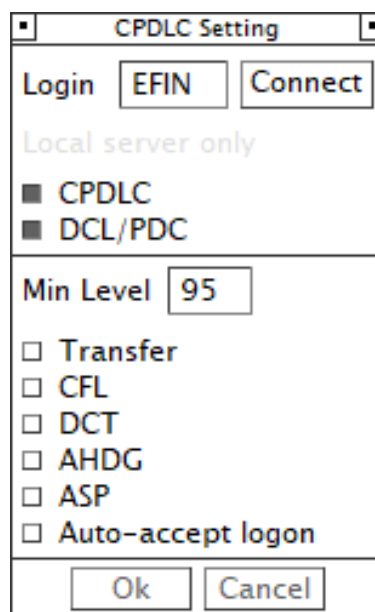 CPDLC Setting
Login EFIN Connect
Local server only
CPDLC
DCL/PDC
Min Level 95
Transfer
CFL
DCT
AHDG
ASP
Auto-accept logon
Ok Cancel